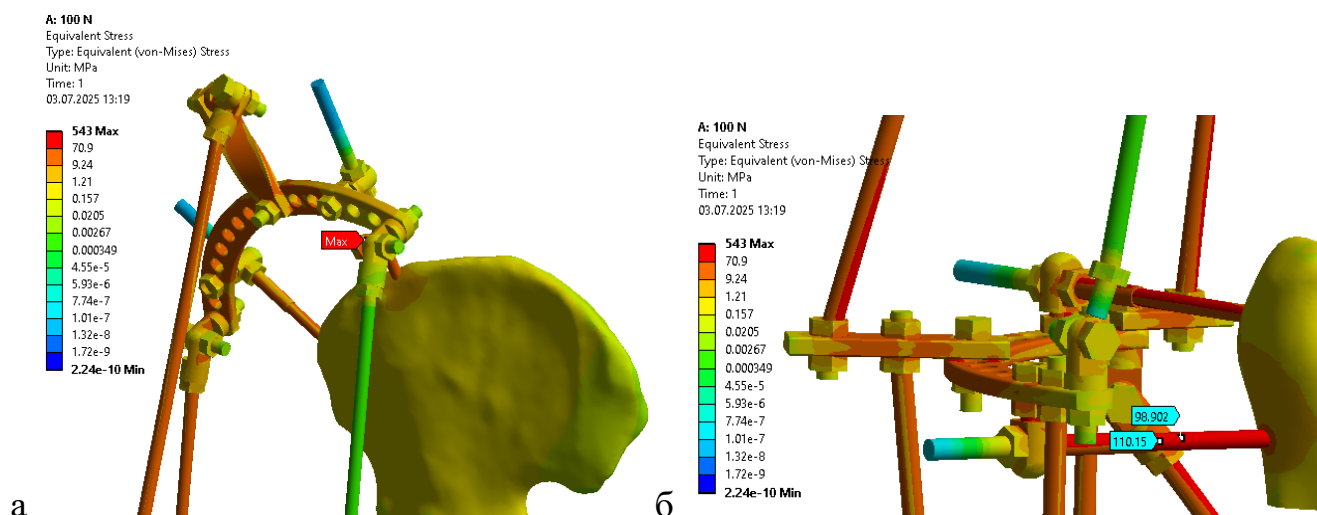 A: 100 N
Equivalent Stress
Type: Equivalent (von-Mises) Stress
Unit: MPa
Time: 1
03.07.2025 13:19
543 Max
70.9
9.24
1.21
0.157
0.0205
0.00267
0.000349
4.55e-5
5.93e-6
7.74e-7
1.01e-7
1.32e-8
1.72e-9
2.24e-10 Min
Max
а
A: 100 N
Equivalent Stress
Type: Equivalent (von-Mises) Stress
Unit: MPa
Time: 1
03.07.2025 13:19
543 Max
70.9
9.24
1.21
0.157
0.0205
0.00267
0.000349
4.55e-5
5.93e-6
7.74e-7
1.01e-7
1.32e-8
1.72e-9
2.24e-10 Min
98.902
110.15
б